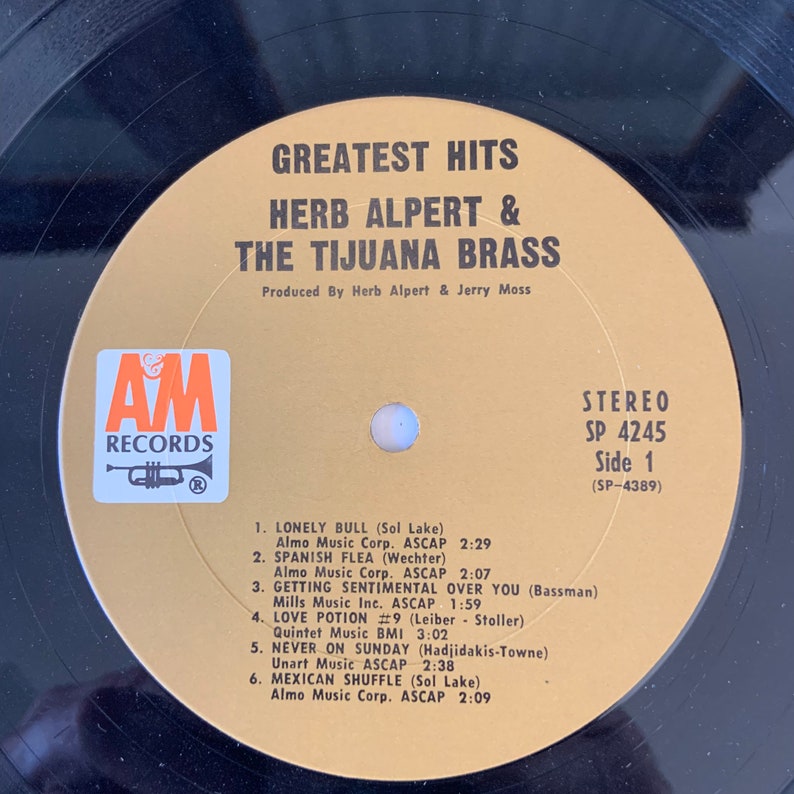 GREATEST HITS
HERB ALPERT &
THE TIJUANA BRASS
Produced By Herb Alpert & Jerry Moss
A&M
RECORDS
®
STEREO
SP 4245
Side 1
(SP-4389)
1. LONELY BULL (Sol Lake)
Almo Music Corp. ASCAP 2:29
2. SPANISH FLEA (Wechter)
Almo Music Corp. ASCAP 2:07
3. GETTING SENTIMENTAL OVER YOU (Bassman)
Mills Music Inc. ASCAP 1:59
4. LOVE POTION #9 (Leiber - Stoller)
Quintet Music BMI 3:02
5. NEVER ON SUNDAY (Hadjidakis-Towne)
Unart Music ASCAP 2:38
6. MEXICAN SHUFFLE (Sol Lake)
Almo Music Corp. ASCAP 2:09